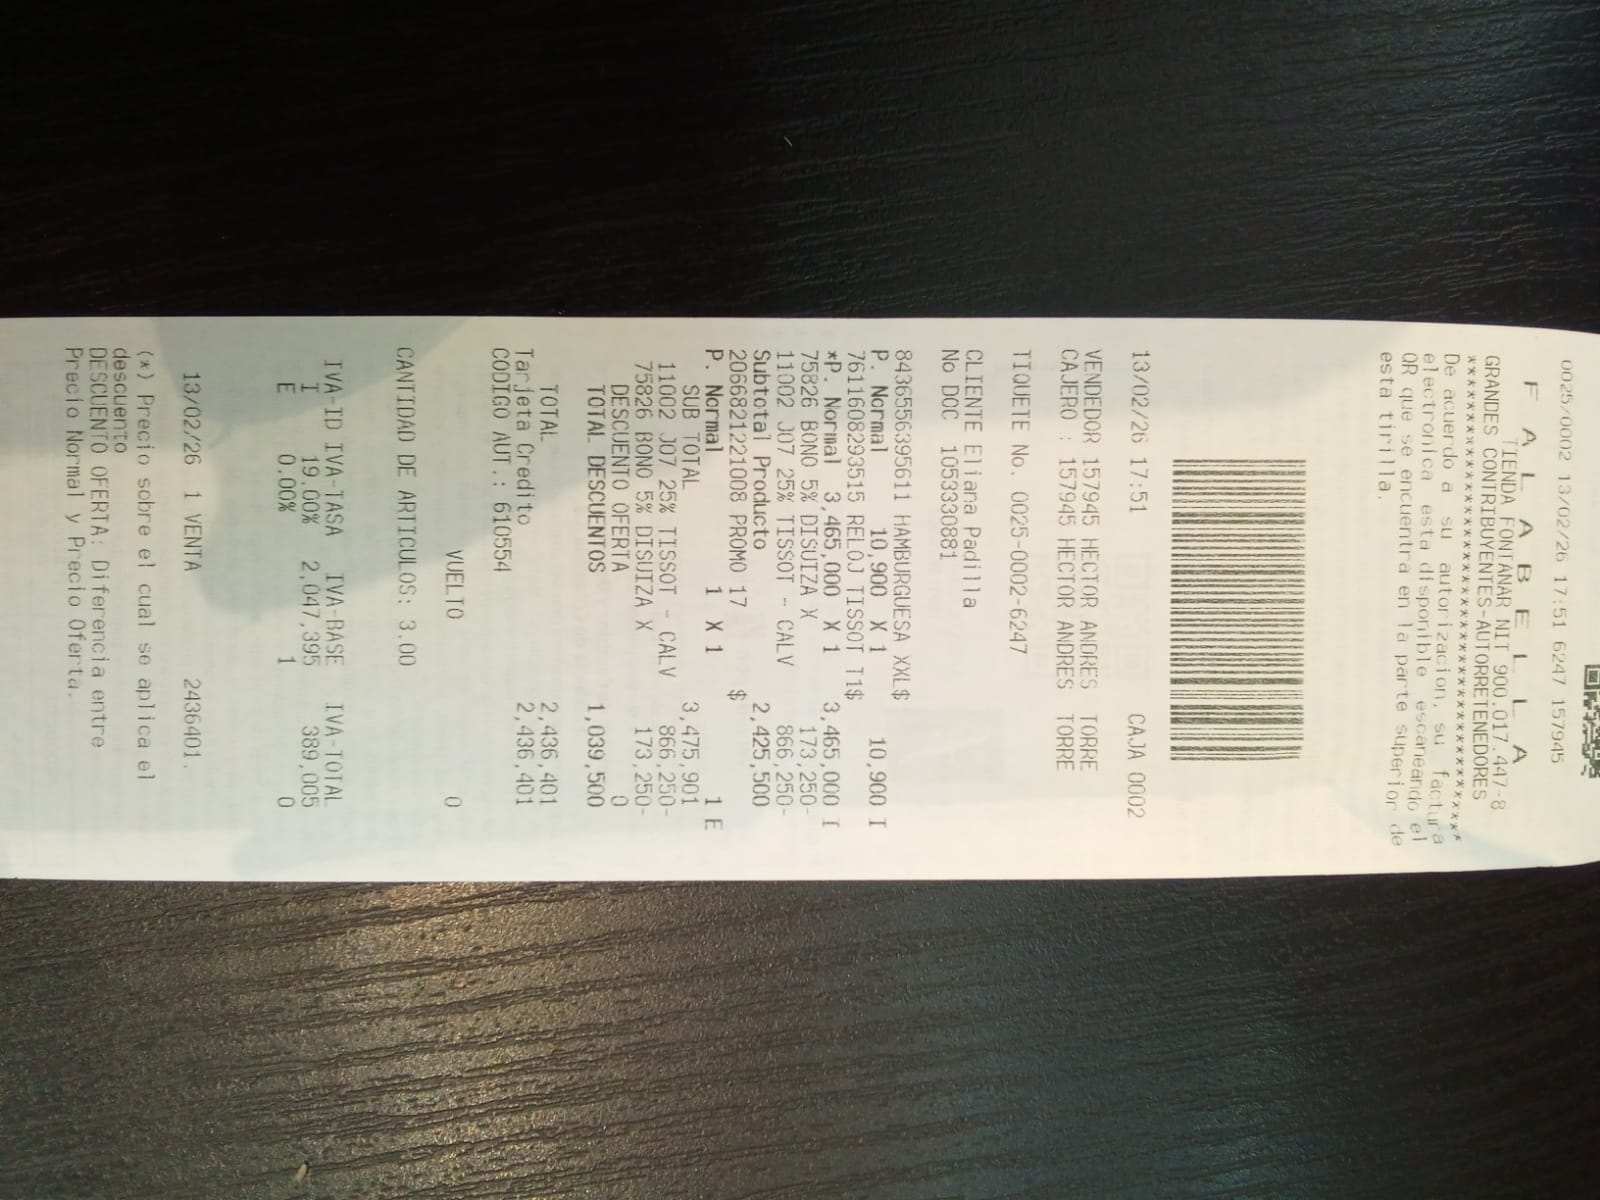 0025/0002 13/02/26 17:51 6247 157945
F A L A B E L L A
TIENDA FONTANAR NIT 900.017.447-8
GRANDES CONTRIBUYENTES-AUTORRETENEDORES
****************************************
De acuerdo a su autorizacion, su factura
electronica esta disponible escaneando el
QR que se encuentra en la parte superior de
esta tirilla.
13/02/26 17:51 CAJA 0002
VENDEDOR 157945 HECTOR ANDRES TORRE
CAJERO : 157945 HECTOR ANDRES TORRE
TIQUETE No. 0025-0002-6247
CLIENTE Eliana Padilla
No DOC 1053330881
8436556395611 HAMBURGUESA XXL$
P. Normal 10,900 X 1 10,900 I
7611608293515 RELOJ TISSOT T1$
*P. Normal 3,465,000 X 1 3,465,000 I
75826 BONO 5% DISUIZA X 173,250-
11002 J07 25% TISSOT - CALV 866,250-
Subtotal Producto 2,425,500
2066821221008 PROMO 17 $
P. Normal 1 X 1 1 E
SUB TOTAL 3,475,901
11002 J07 25% TISSOT - CALV 866,250-
75826 BONO 5% DISUIZA X 173,250-
DESCUENTO OFERTA 0
TOTAL DESCUENTOS 1,039,500
TOTAL 2,436,401
Tarjeta Credito 2,436,401
CODIGO AUT.: 610554
VUELTO 0
CANTIDAD DE ARTICULOS: 3.00
IVA-ID IVA-TASA IVA-BASE IVA-TOTAL
I 19.00% 2,047,395 389,005
E 0.00% 1 0
13/02/26 1 VENTA 2436401.
(*) Precio sobre el cual se aplica el
descuento
DESCUENTO OFERTA: Diferencia entre
Precio Normal y Precio Oferta.